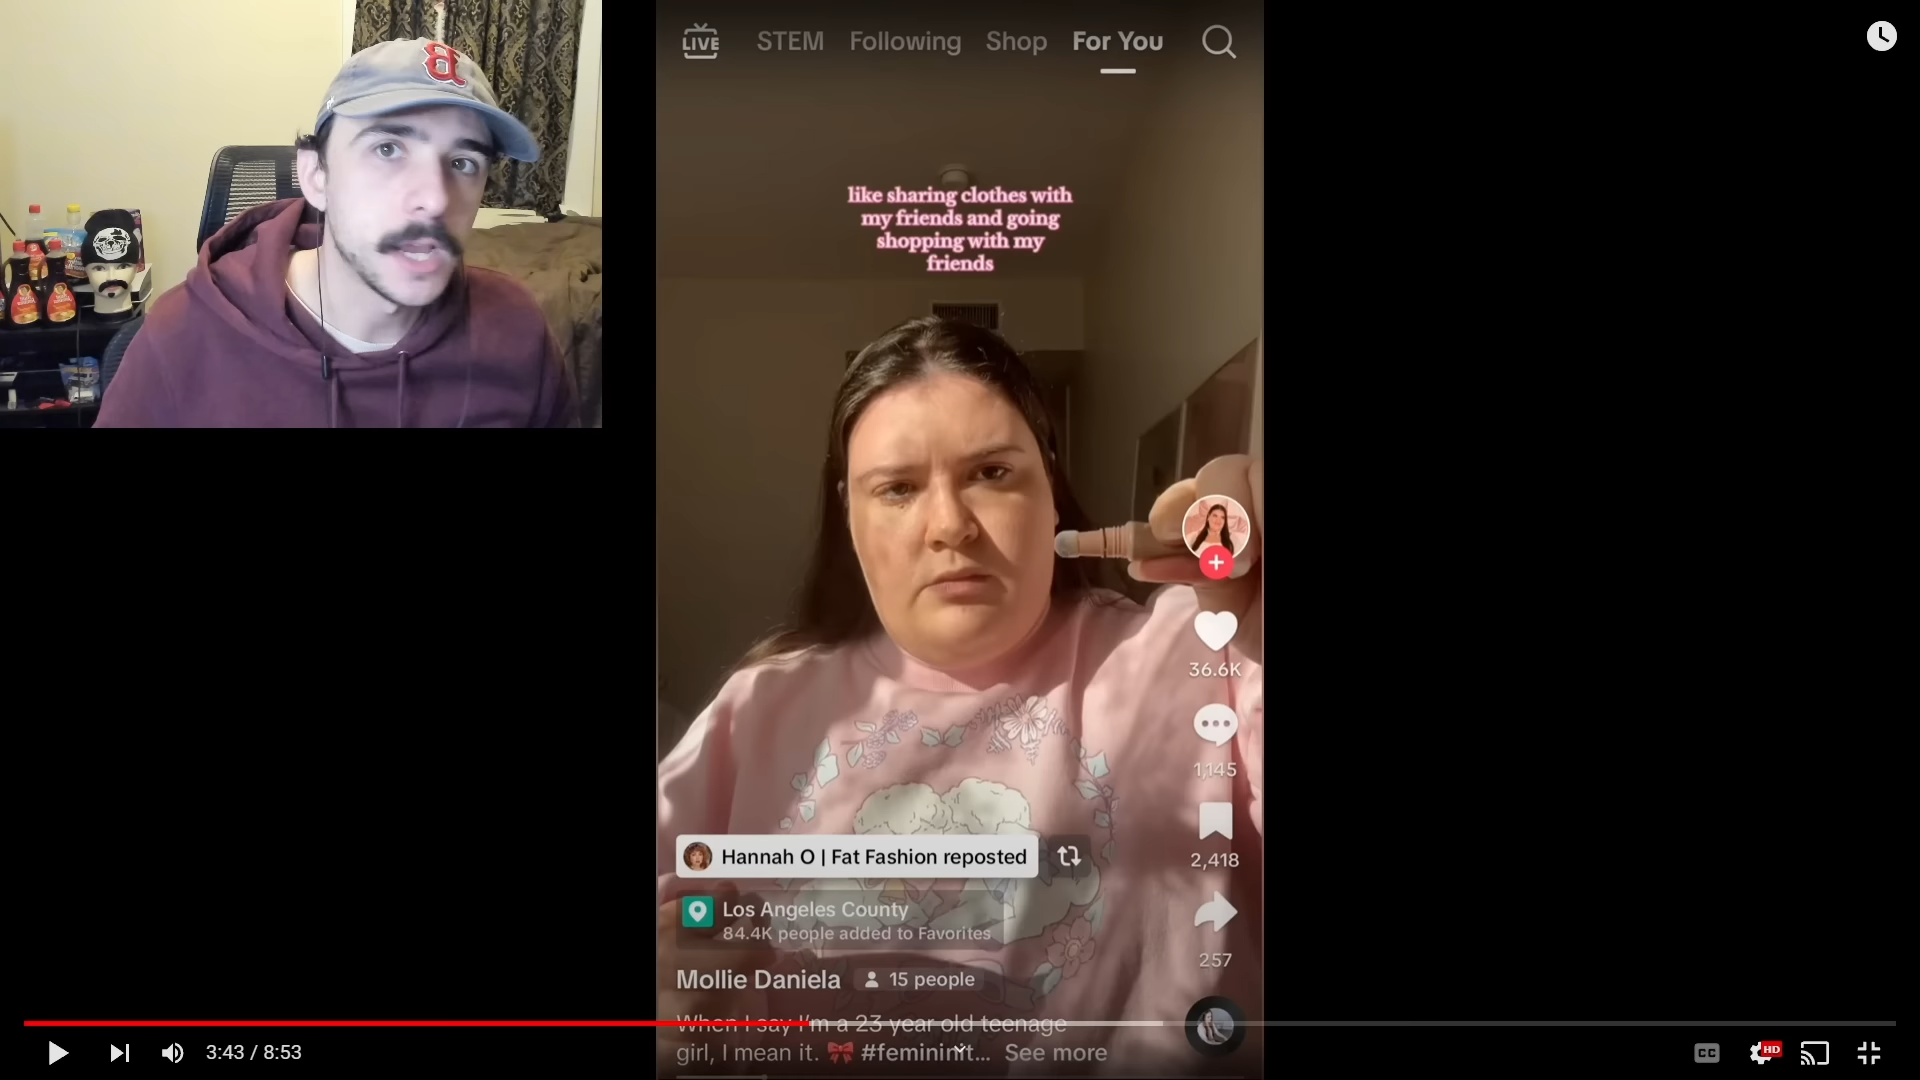 LIVE STEM Following Shop For You
like sharing clothes with
my friends and going
shopping with my
friends
36.6K
1,145
2,418
257
Hannah O | Fat Fashion reposted
Los Angeles County
84.4K people added to Favorites
Mollie Daniela 15 people
When I say I'm a 23 year old teenage
girl, I mean it. 🎀 #femininit... See more
3:43 / 8:53
CC HD